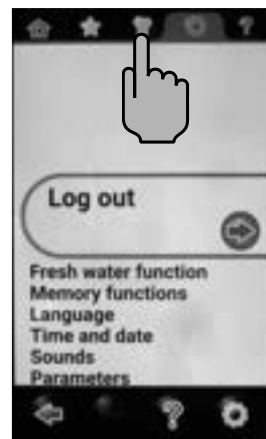 ?
Log out
Fresh water function
Memory functions
Language
Time and date
Sounds
Parameters
?